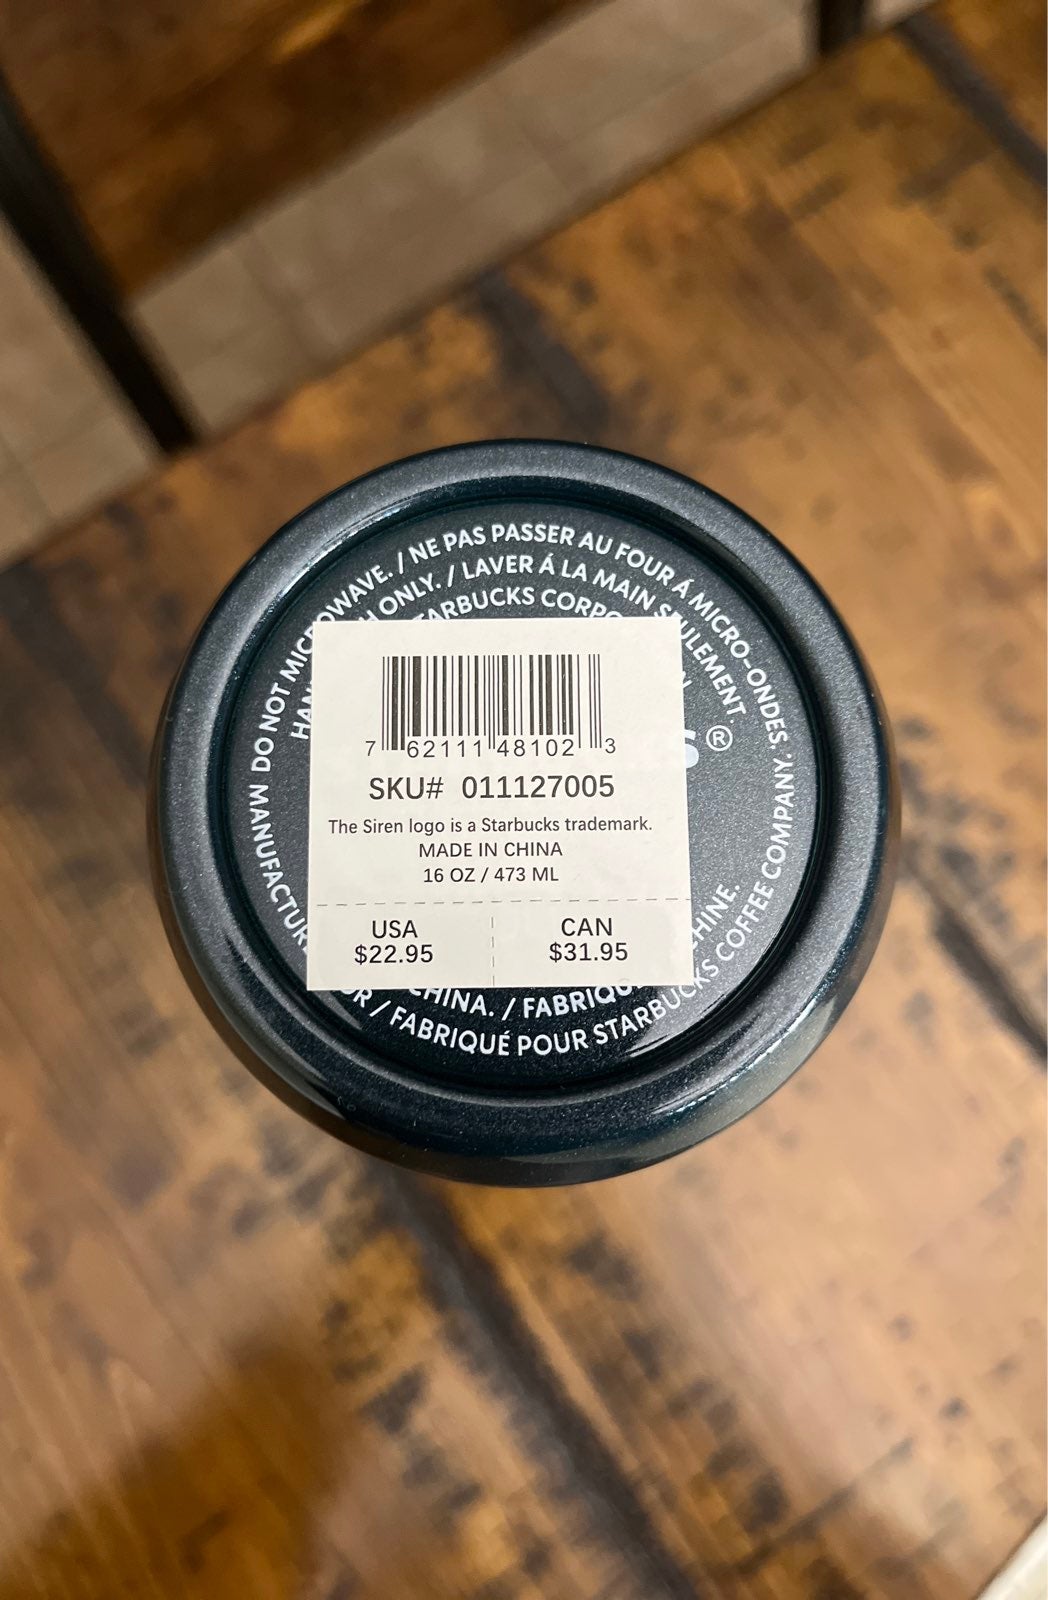 DO NOT MICROWAVE. / NE PAS PASSER AU FOUR Á MICRO-ONDES.
ONLY. / LAVER Á LA MAIN SEULEMENT.
STARBUCKS
®
7 62111 48102 3
SKU# 011127005
The Siren logo is a Starbucks trademark.
MADE IN CHINA
16 OZ / 473 ML
USA
$22.95
CAN
$31.95
CHINA. /
/ FABRIQUÉ POUR STARBUCKS COFFEE COMPANY.